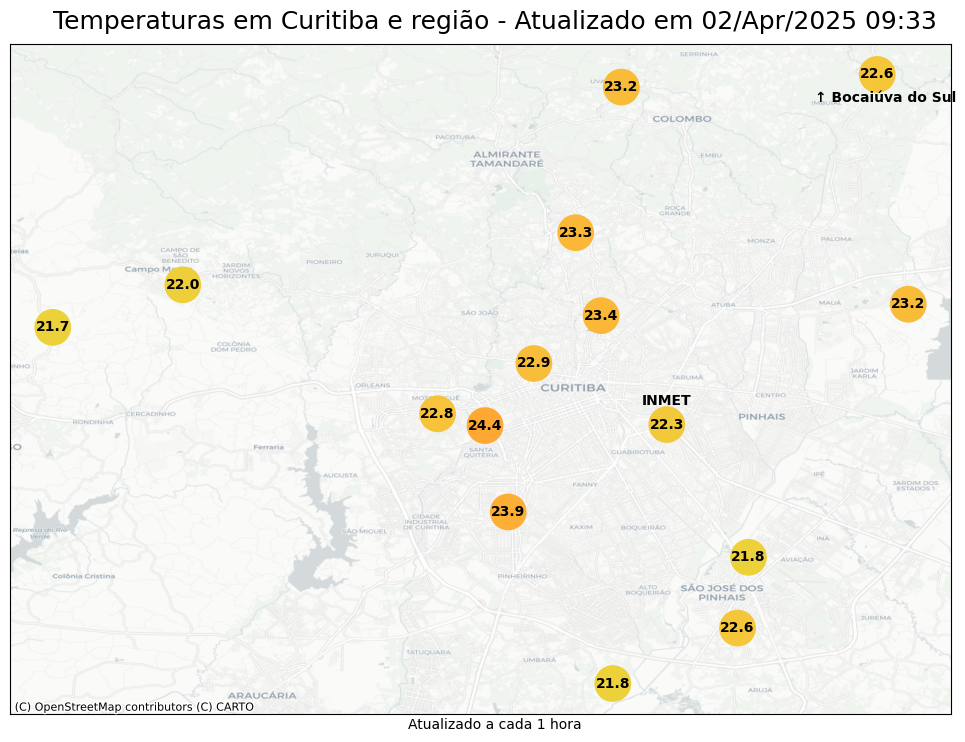 Temperaturas em Curitiba e região - Atualizado em 02/Apr/2025 09:33
SERRINHA
22.6
23.2
↑ Bocaiúva do Sul
COLOMBO
PACOTUBA
ALMIRANTE
TAMANDARÉ
EMBU
ROÇA
GRANDE
23.3
MONZA
PALOMA
CAMPO DE
SÃO
BENEDITO
JURUQUI
PIONEIRO
JARDIM
NOVOS
HORIZONTES
22.0
23.2
MAUÁ
ATUBA
SÃO JOÃO
23.4
21.7
COLÔNIA
DOM PEDRO
22.9
JARDIM
KARLA
TARUMÃ
ORLEANS
CURITIBA
CENTRO
INMET
22.8
CERCADINHO
RONDINHA
PINHAIS
24.4
22.3
Ferraria
SANTA
QUITÉRIA
GUABIROTUBA
AUGUSTA
IPÊ
FANNY
JARDIM DOS
ESTADOS I
23.9
CIDADE
INDUSTRIAL
DE CURITIBA
KAXIM
BOQUEIRÃO
SÃO MIGUEL
Represa do Rio
Verde
INÁ
21.8
AVIAÇÃO
Colônia Cristina
PINHEIRINHO
ALTO
BOQUEIRÃO
SÃO JOSÉ DOS
PINHAIS
JUREMA
22.6
TATUQUARA
UMBARÁ
21.8
ARUJÁ
ARAUCÁRIA
(C) OpenStreetMap contributors (C) CARTO
Atualizado a cada 1 hora